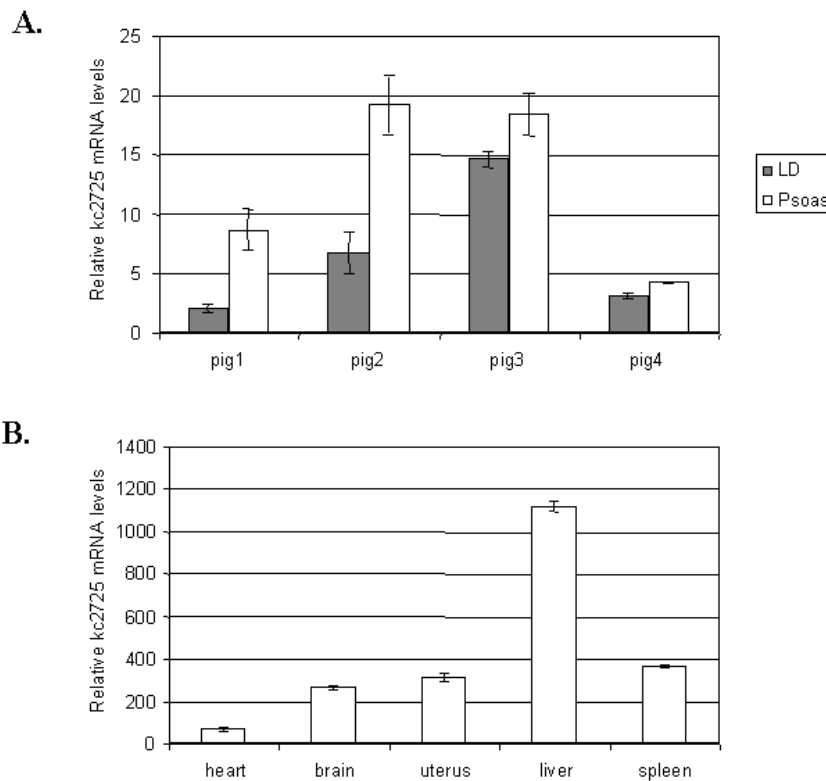 A.
Relative kc2725 mRNA levels
25
20
15
10
5
0
pig1 pig2 pig3 pig4
LD
Psoas
B.
Relative kc2725 mRNA levels
1400
1200
1000
800
600
400
200
0
heart brain uterus liver spleen